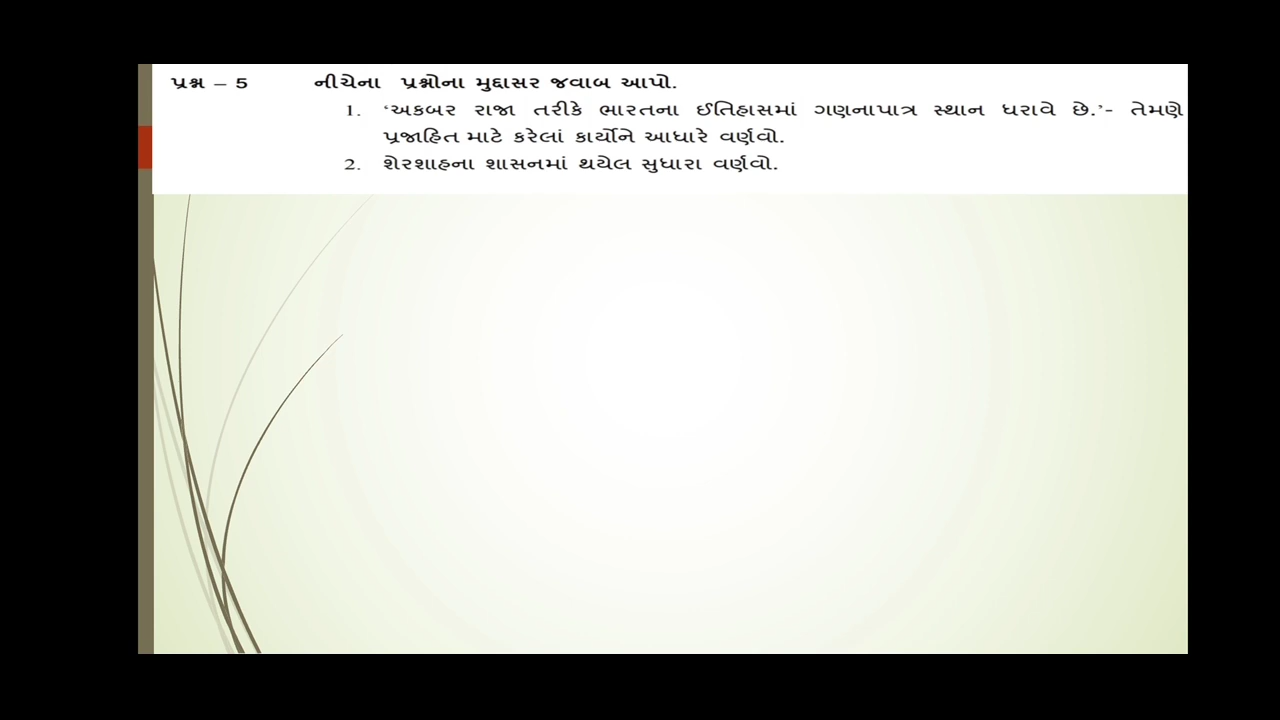 પ્રશ્ન – 5 નીચેના પ્રશ્નોના મુદ્દાસર જવાબ આપો.
1. ‘અકબર રાજા તરીકે ભારતના ઈતિહાસમાં ગણનાપાત્ર સ્થાન ધરાવે છે.’- તેમણે
પ્રજાહિત માટે કરેલાં કાર્યોને આધારે વર્ણવો.
2. શેરશાહના શાસનમાં થયેલ સુધારા વર્ણવો.